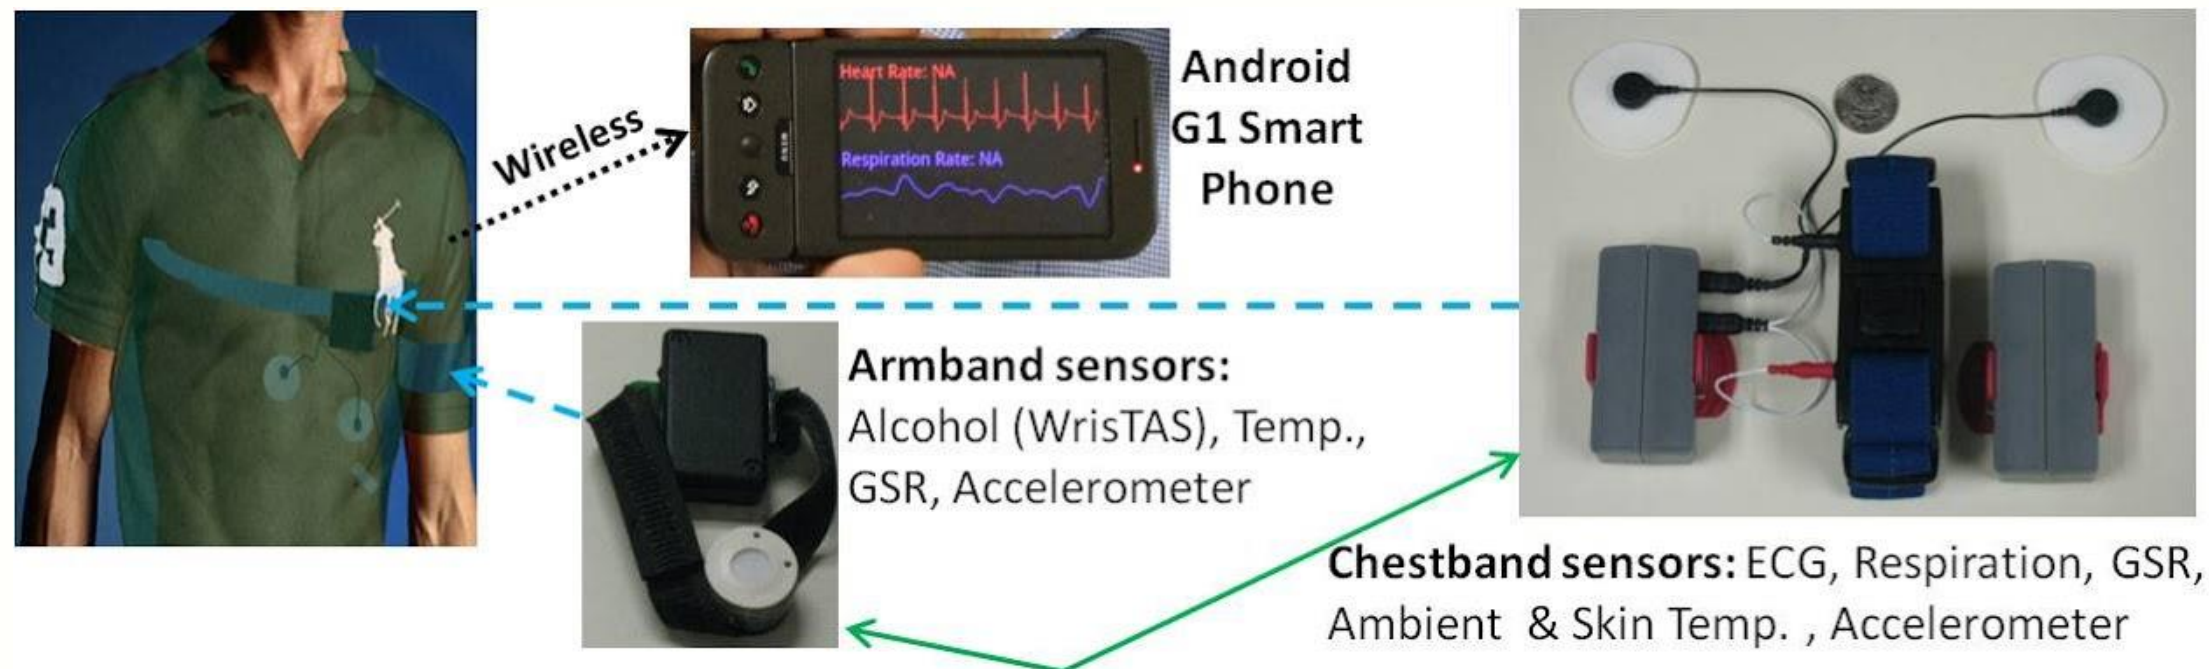 Wireless
Heart Rate: NA
Respiration Rate: NA
Android
G1 Smart
Phone
Armband sensors:
Alcohol (WrisTAS), Temp.,
GSR, Accelerometer
Chestband sensors: ECG, Respiration, GSR,
Ambient & Skin Temp. , Accelerometer